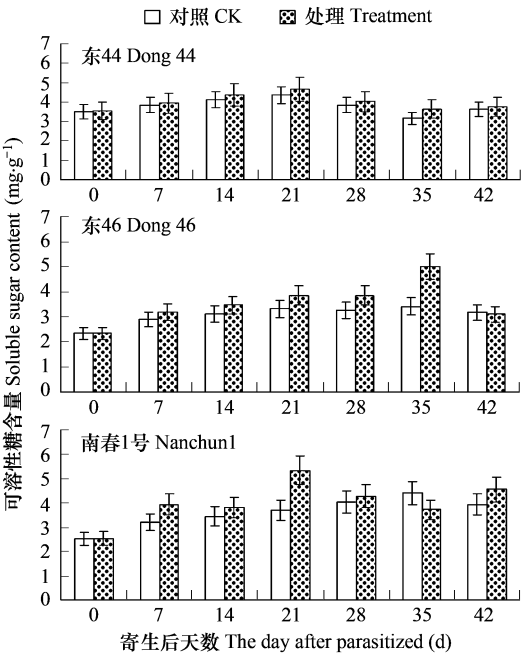 对照 CK 处理 Treatment
东44 Dong 44
7
6
5
4
3
2
1
0
0 7 14 21 28 35 42
东46 Dong 46
7
6
5
4
3
2
1
0
0 7 14 21 28 35 42
南春1号 Nanchun1
7
6
5
4
3
2
1
0
0 7 14 21 28 35 42
可溶性糖含量 Soluble sugar content (mg·g⁻¹)
寄生后天数 The day after parasitized (d)